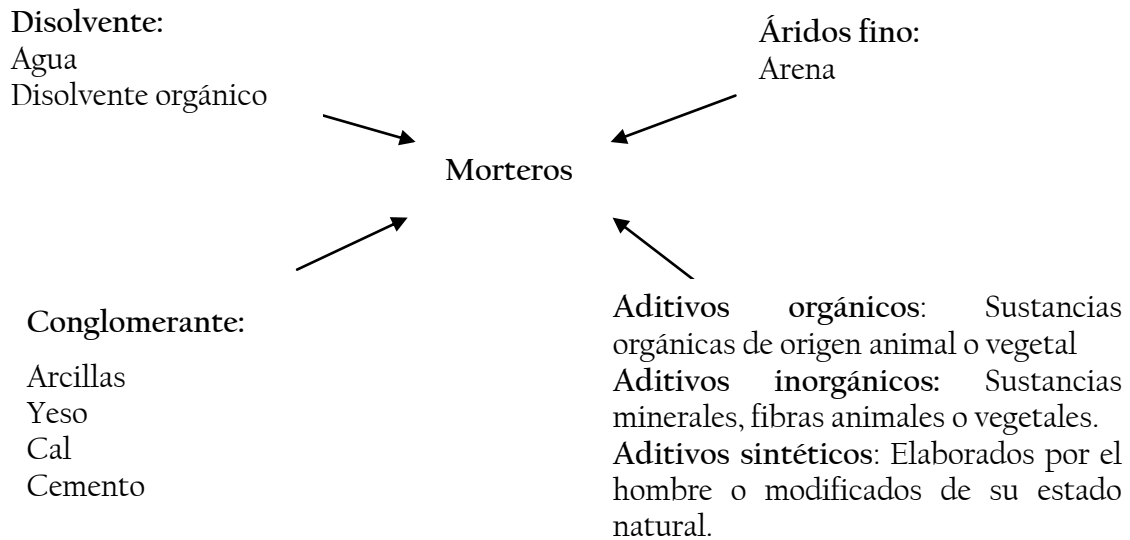 Disolvente:
Agua
Disolvente orgánico
Áridos fino:
Arena
Morteros
Conglomerante:
Arcillas
Yeso
Cal
Cemento
Aditivos orgánicos: Sustancias
orgánicas de origen animal o vegetal
Aditivos inorgánicos: Sustancias
minerales, fibras animales o vegetales.
Aditivos sintéticos: Elaborados por el
hombre o modificados de su estado
natural.